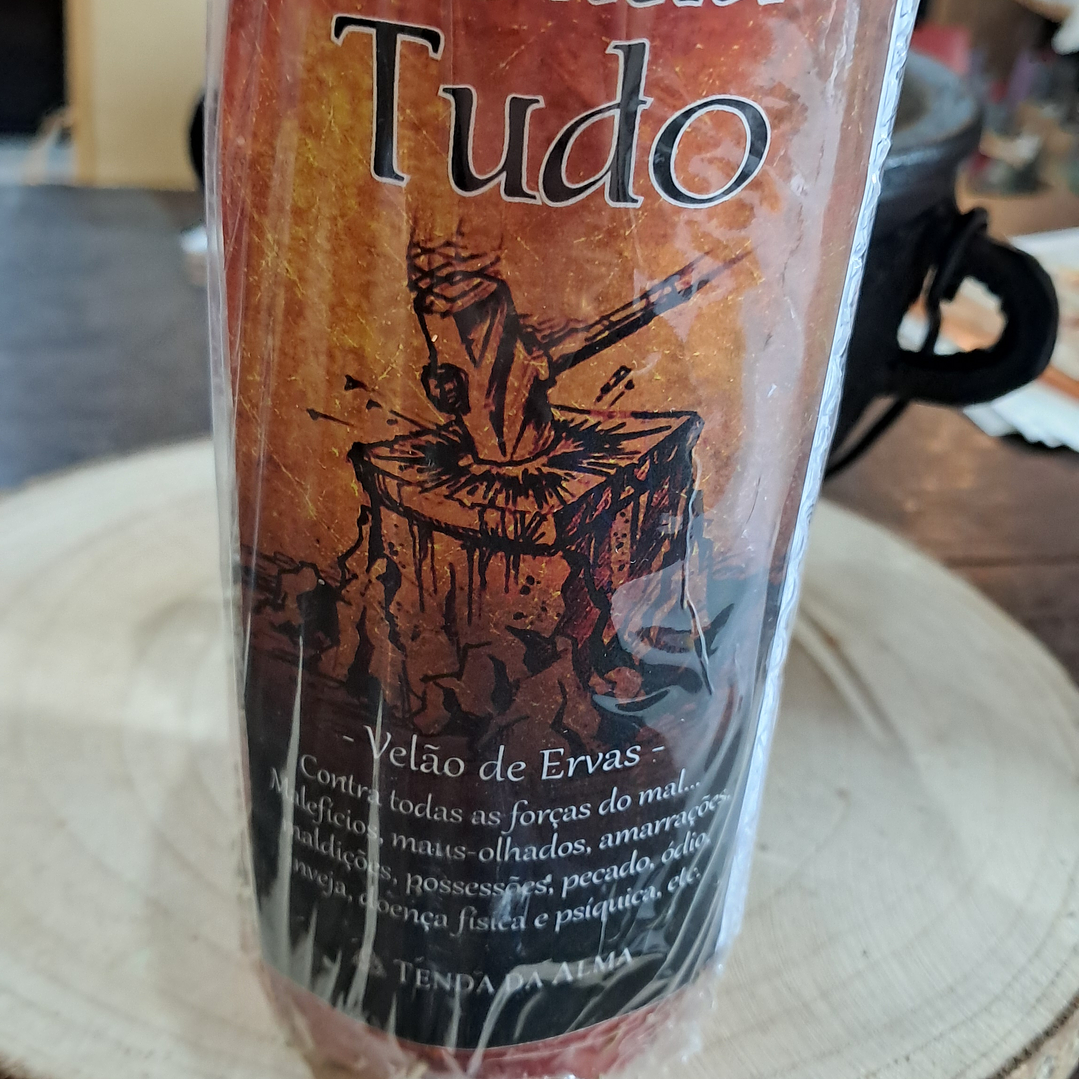 Tudo
- Velão de Ervas -
Contra todas as forças do mal...
Malefícios, maus-olhados, amarrações,
maldições, possessões, pecado, ódio,
inveja, doença física e psíquica, etc.
TENDA DA ALMA